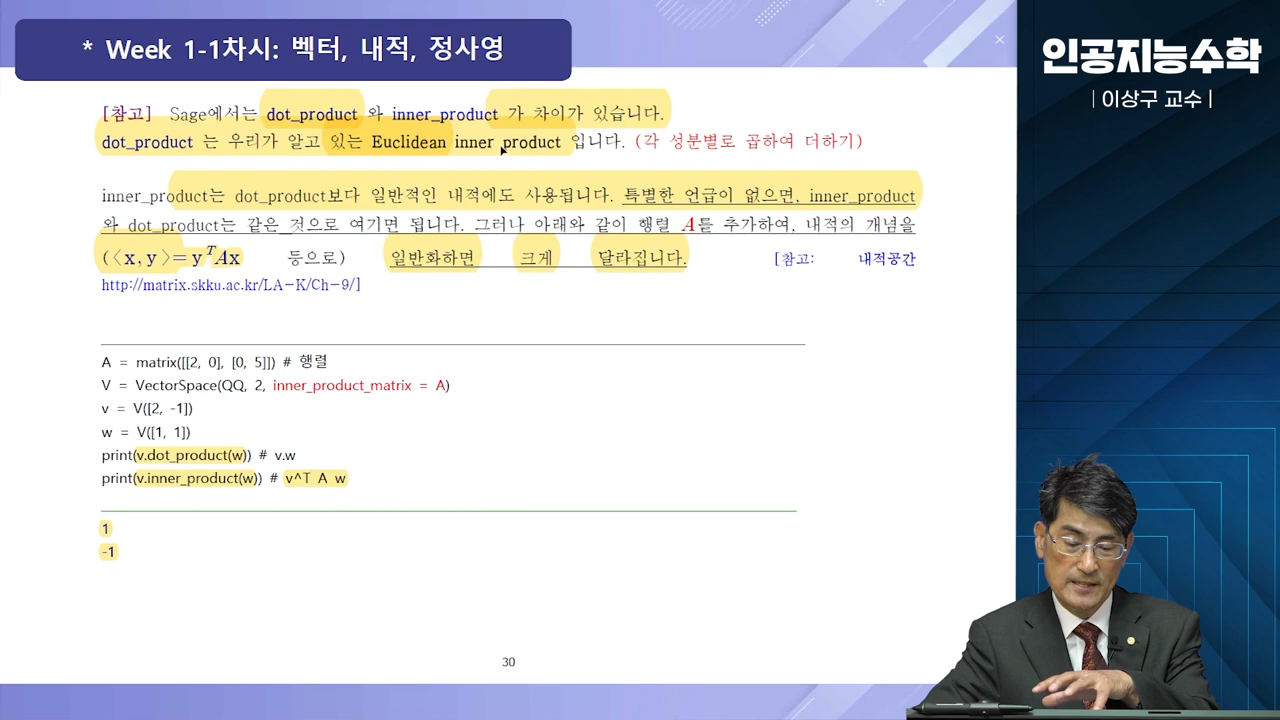 * Week 1-1차시: 벡터, 내적, 정사영
인공지능수학
| 이상구 교수 |
[참고] Sage에서는 dot_product 와 inner_product 가 차이가 있습니다.
dot_product 는 우리가 알고 있는 Euclidean inner product 입니다. (각 성분별로 곱하여 더하기)
inner_product는 dot_product보다 일반적인 내적에도 사용됩니다. 특별한 언급이 없으면, inner_product
와 dot_product는 같은 것으로 여기면 됩니다. 그러나 아래와 같이 행렬 A를 추가하여, 내적의 개념을
(〈x, y〉= yᵀAx 등으로) 일반화하면 크게 달라집니다. [참고: 내적공간
http://matrix.skku.ac.kr/LA-K/Ch-9/]
A = matrix([[2, 0], [0, 5]]) # 행렬
V = VectorSpace(QQ, 2, inner_product_matrix = A)
v = V([2, -1])
w = V([1, 1])
print(v.dot_product(w)) # v.w
print(v.inner_product(w)) # v^T A w
1
-1
30